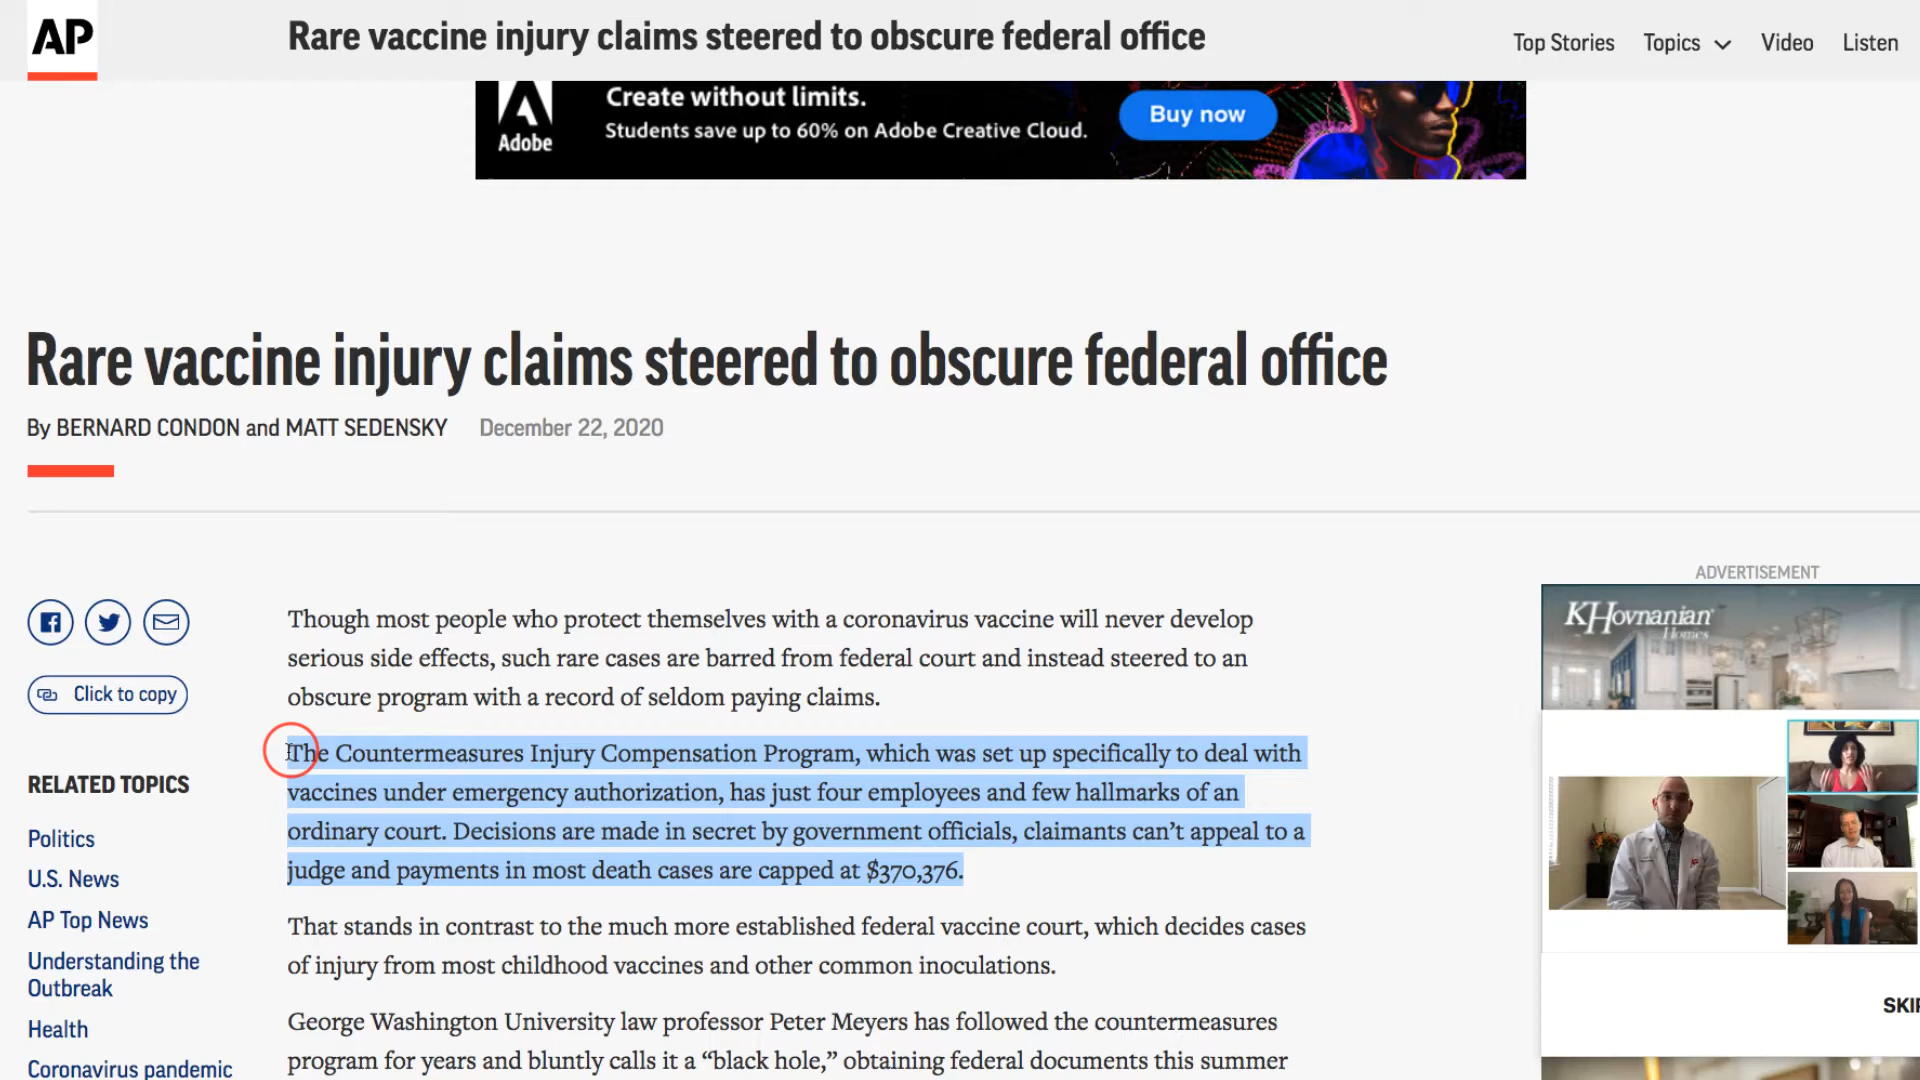 AP
Rare vaccine injury claims steered to obscure federal office
Top Stories
Topics
Video
Listen
Adobe
Create without limits.
Students save up to 60% on Adobe Creative Cloud.
Buy now
Rare vaccine injury claims steered to obscure federal office
By BERNARD CONDON and MATT SEDENSKY December 22, 2020
Click to copy
RELATED TOPICS
Politics
U.S. News
AP Top News
Understanding the
Outbreak
Health
Coronavirus pandemic
Though most people who protect themselves with a coronavirus vaccine will never develop
serious side effects, such rare cases are barred from federal court and instead steered to an
obscure program with a record of seldom paying claims.
The Countermeasures Injury Compensation Program, which was set up specifically to deal with
vaccines under emergency authorization, has just four employees and few hallmarks of an
ordinary court. Decisions are made in secret by government officials, claimants can’t appeal to a
judge and payments in most death cases are capped at $370,376.
That stands in contrast to the much more established federal vaccine court, which decides cases
of injury from most childhood vaccines and other common inoculations.
George Washington University law professor Peter Meyers has followed the countermeasures
program for years and bluntly calls it a “black hole,” obtaining federal documents this summer
ADVERTISEMENT
KHovnanian
Homes
SKIP